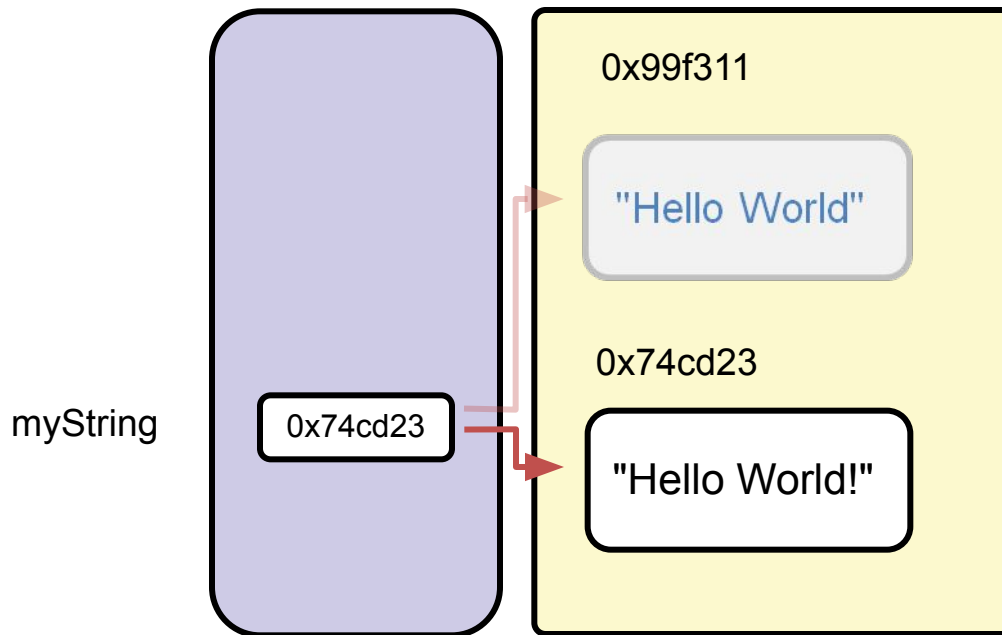 0x99f311
"Hello World"
0x74cd23
myString
0x74cd23
"Hello World!"